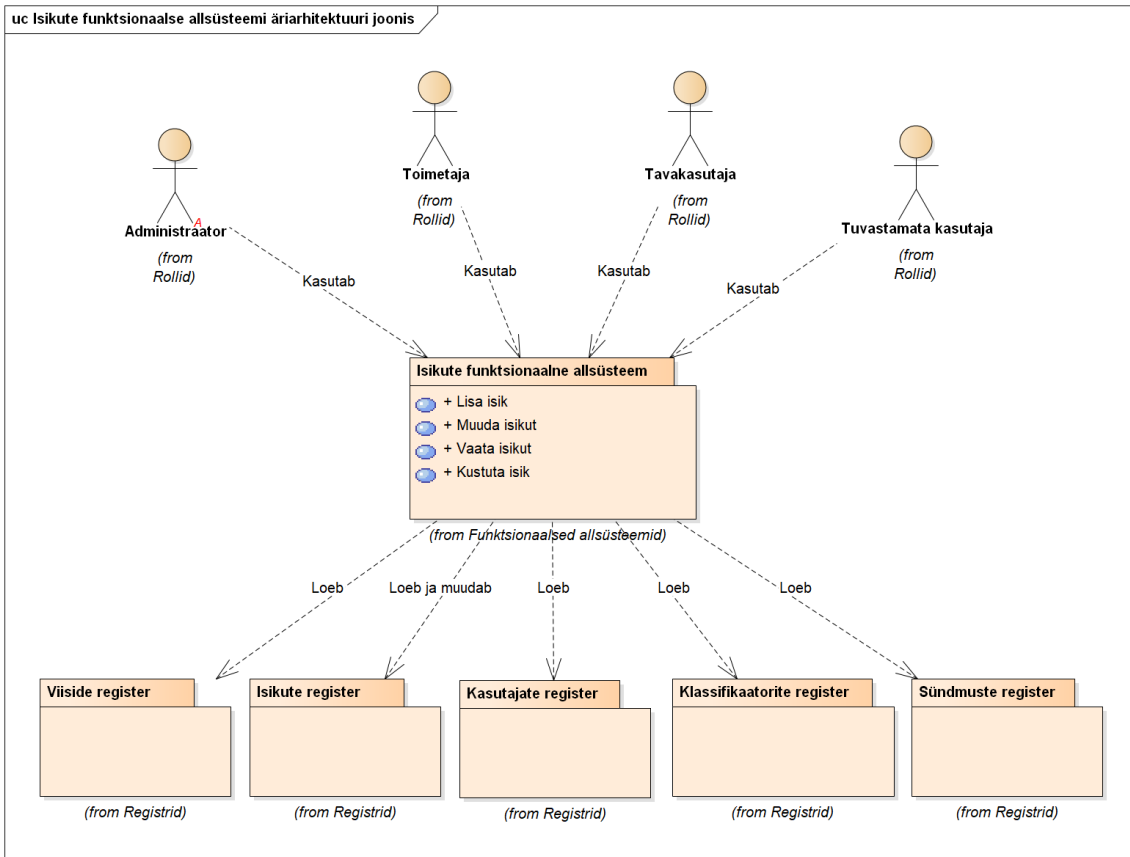 uc Isikute funktsionaalse allsüsteemi äriarhitektuuri joonis
Toimetaja
(from
Rollid)
Tavakasutaja
(from
Rollid)
A
Administraator
(from
Rollid)
Tuvastamata kasutaja
(from
Rollid)
Kasutab
Kasutab
Kasutab
Kasutab
Isikute funktsionaalne allsüsteem
+ Lisa isik
+ Muuda isikut
+ Vaata isikut
+ Kustuta isik
(from Funktsionaalsed allsüsteemid)
Loeb
Loeb ja muudab
Loeb
Loeb
Loeb
Viiside register
Isikute register
Kasutajate register
Klassifikaatorite register
Sündmuste register
(from Registrid)
(from Registrid)
(from Registrid)
(from Registrid)
(from Registrid)